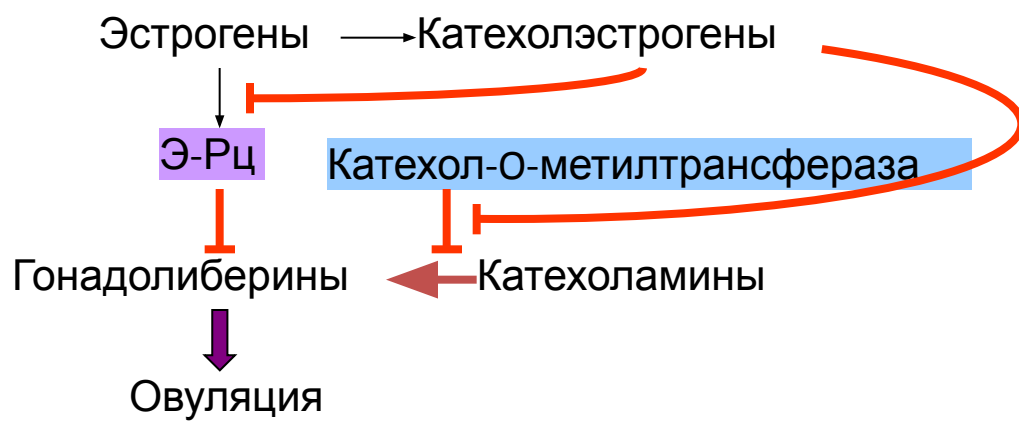 Эстрогены
Катехолэстрогены
Э-Рц
Катехол-О-метилтрансфераза
Гонадолиберины
Катехоламины
Овуляция